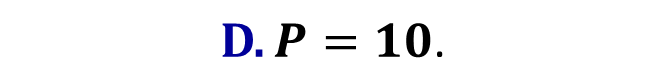 D. P = 10.